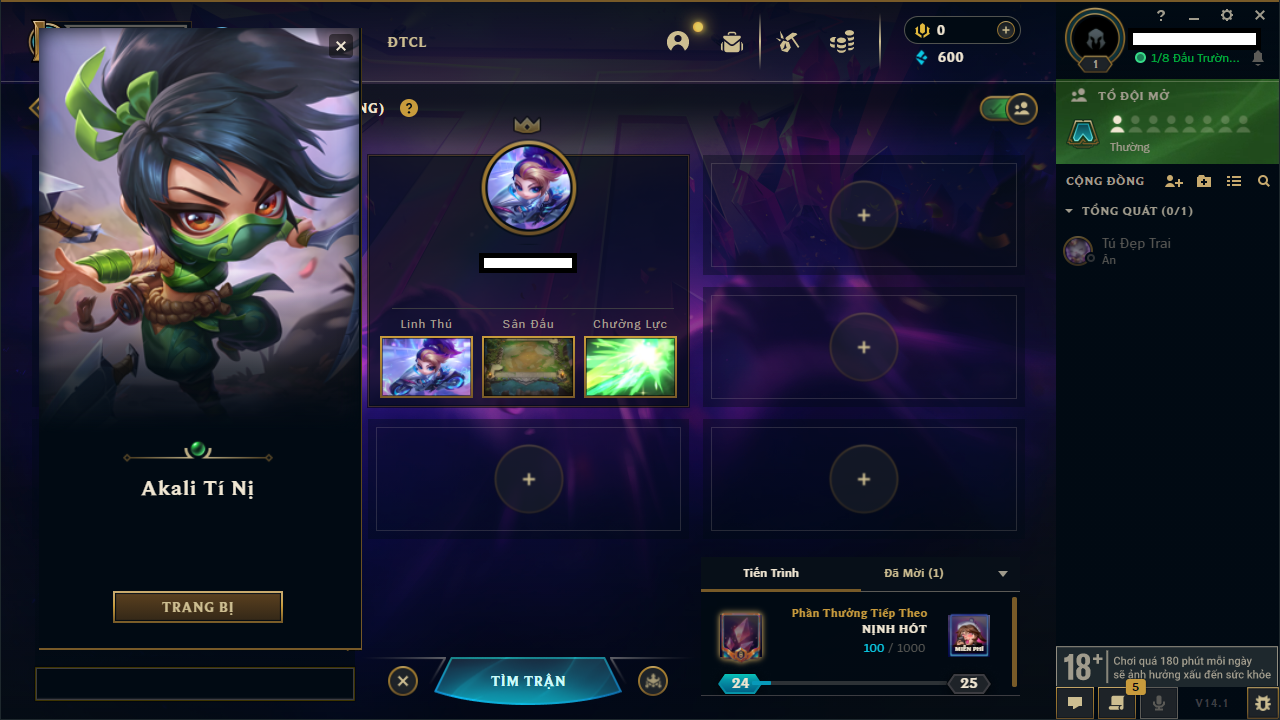 ĐTCL
0
600
NG)
?
Linh Thú
Sân Đấu
Chưởng Lực
Akali Tí Nị
TRANG BỊ
TÌM TRẬN
Tiến Trình
Đã Mời (1)
Phần Thưởng Tiếp Theo
NỊNH HÓT
100 / 1000
MIỄN PHÍ
24
25
?
1
1/8 Đấu Trườn...
TỔ ĐỘI MỞ
Thường
CỘNG ĐỒNG
TỔNG QUÁT (0/1)
Tú Đẹp Trai
Ẩn
18+
Chơi quá 180 phút mỗi ngày
sẽ ảnh hưởng xấu đến sức khỏe
5
V14.1